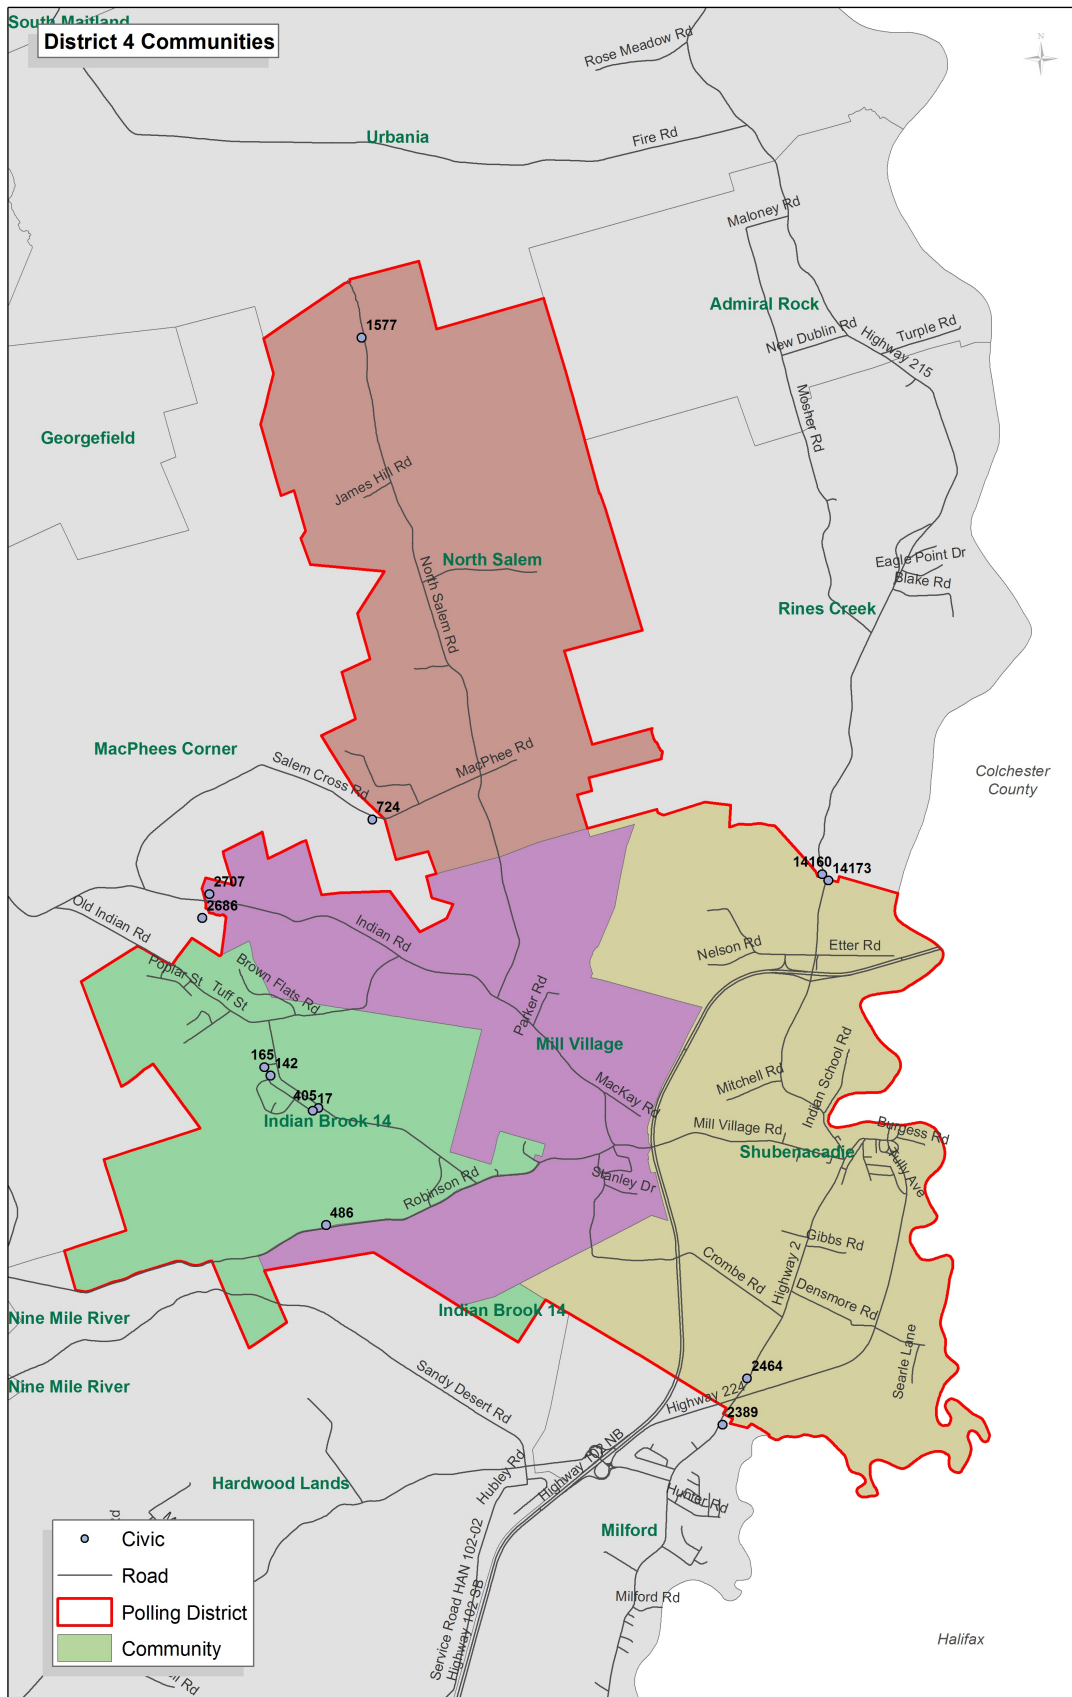 South Maitland
District 4 Communities
N
Rose Meadow Rd
Urbania
Fire Rd
Maloney Rd
Admiral Rock
New Dublin Rd
Turple Rd
Highway 215
1577
Mosher Rd
Georgefield
James Hill Rd
North Salem
North Salem Rd
Eagle Point Dr
Blake Rd
Rines Creek
MacPhees Corner
Salem Cross Rd
MacPhee Rd
Colchester
County
724
14160
14173
2707
2686
Old Indian Rd
Indian Rd
Nelson Rd
Etter Rd
Poplar St
Tuff St
Brown Flats Rd
Parker Rd
Mill Village
165
142
405
17
Indian Brook 14
MacKay Rd
Mitchell Rd
Indian School Rd
Mill Village Rd
Burgess Rd
Shubenacadie
Tully Ave
Robinson Rd
Stanley Dr
486
Gibbs Rd
Highway 2
Crombe Rd
Densmore Rd
Nine Mile River
Indian Brook 14
Searle Lane
Nine Mile River
Sandy Desert Rd
2464
Highway 224
2389
Hardwood Lands
Hubley Rd
Highway 102 NB
Hunter Rd
Milford
Service Road HAN 102-02
Highway 102 SB
Milford Rd
Halifax
Civic
Road
Polling District
Community